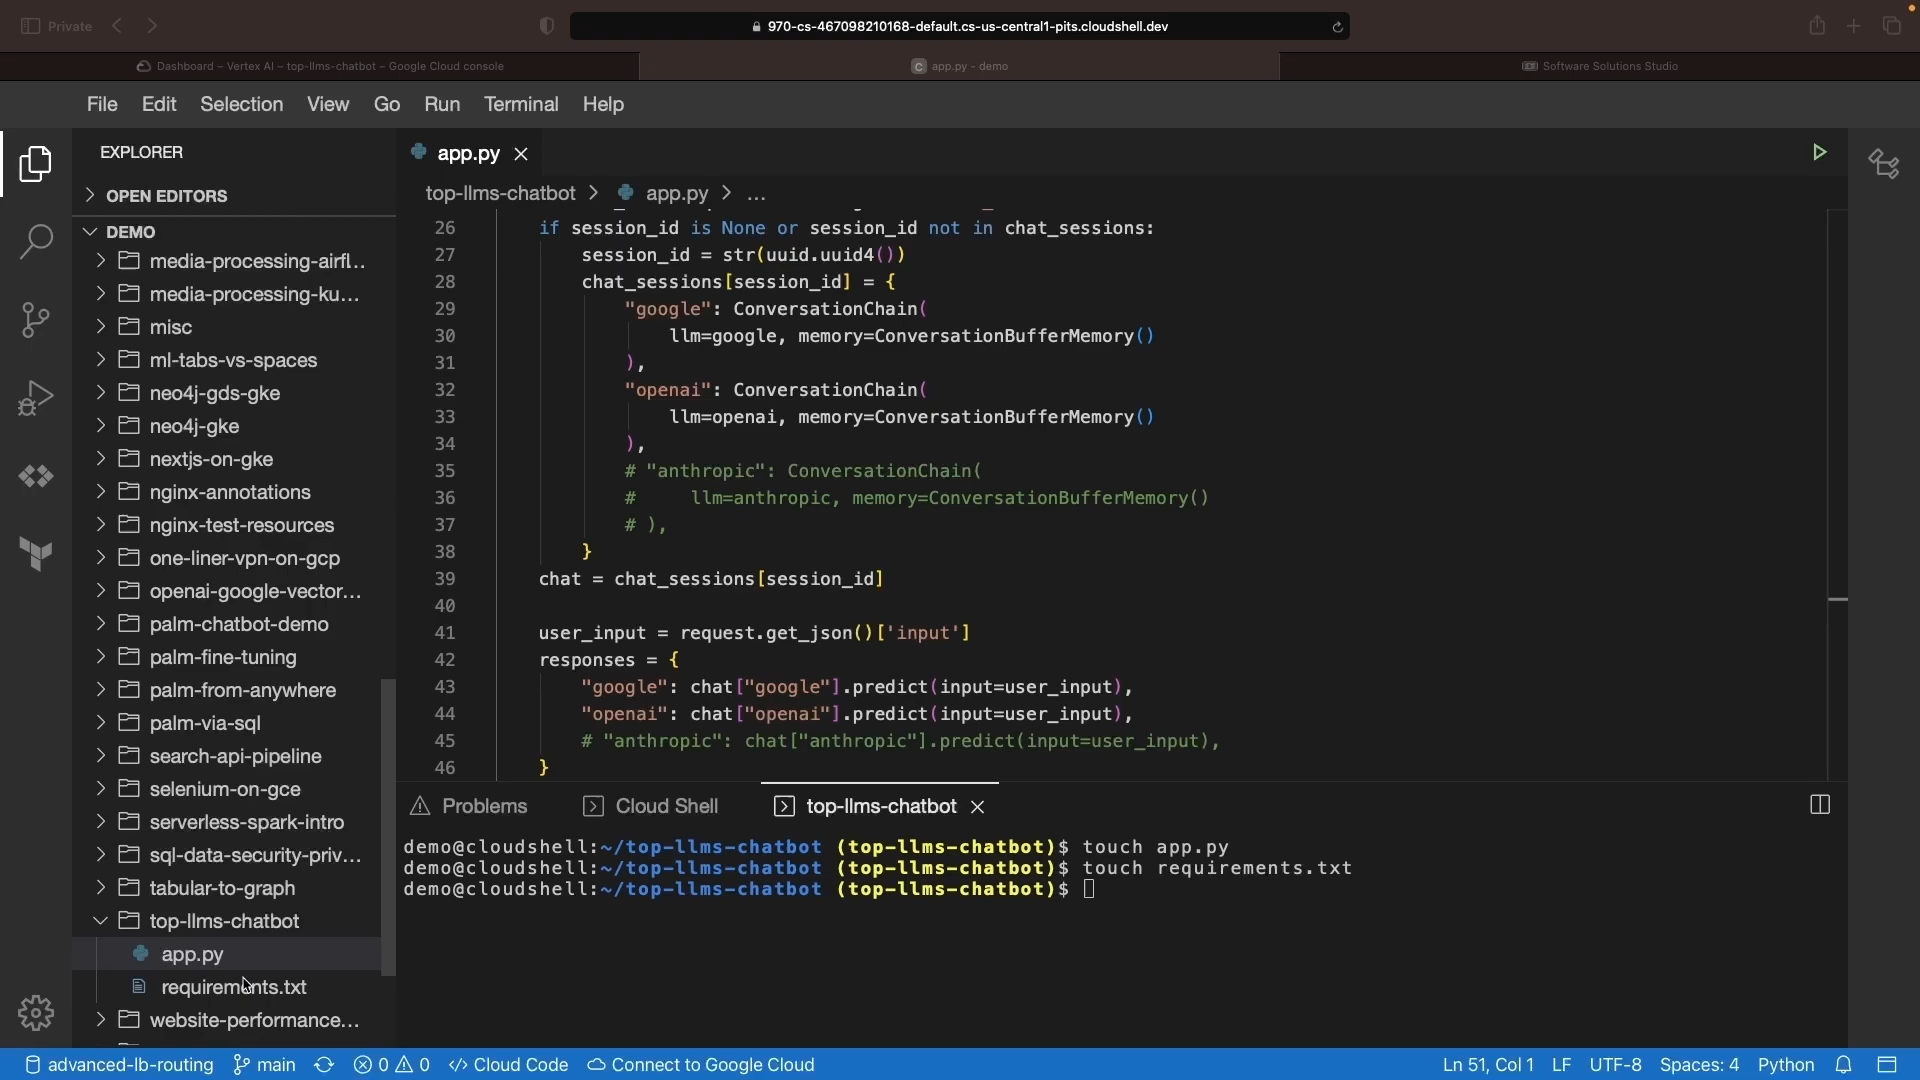 Private
970-cs-467098210168-default.cs-us-central1-pits.cloudshell.dev
Dashboard – Vertex AI – top-llms-chatbot – Google Cloud console
app.py - demo
Software Solutions Studio
File Edit Selection View Go Run Terminal Help
EXPLORER
OPEN EDITORS
DEMO
media-processing-airfl...
media-processing-ku...
misc
ml-tabs-vs-spaces
neo4j-gds-gke
neo4j-gke
nextjs-on-gke
nginx-annotations
nginx-test-resources
one-liner-vpn-on-gcp
openai-google-vector...
palm-chatbot-demo
palm-fine-tuning
palm-from-anywhere
palm-via-sql
search-api-pipeline
selenium-on-gce
serverless-spark-intro
sql-data-security-priv...
tabular-to-graph
top-llms-chatbot
app.py
requirements.txt
website-performance...
app.py
top-llms-chatbot > app.py > ...
26 if session_id is None or session_id not in chat_sessions:
27 session_id = str(uuid.uuid4())
28 chat_sessions[session_id] = {
29 "google": ConversationChain(
30 llm=google, memory=ConversationBufferMemory()
31 ),
32 "openai": ConversationChain(
33 llm=openai, memory=ConversationBufferMemory()
34 ),
35 # "anthropic": ConversationChain(
36 # llm=anthropic, memory=ConversationBufferMemory()
37 # ),
38 }
39 chat = chat_sessions[session_id]
40
41 user_input = request.get_json()['input']
42 responses = {
43 "google": chat["google"].predict(input=user_input),
44 "openai": chat["openai"].predict(input=user_input),
45 # "anthropic": chat["anthropic"].predict(input=user_input),
46 }
Problems Cloud Shell top-llms-chatbot
demo@cloudshell:~/top-llms-chatbot (top-llms-chatbot)$ touch app.py
demo@cloudshell:~/top-llms-chatbot (top-llms-chatbot)$ touch requirements.txt
demo@cloudshell:~/top-llms-chatbot (top-llms-chatbot)$
advanced-lb-routing main 0 0 Cloud Code Connect to Google Cloud Ln 51, Col 1 LF UTF-8 Spaces: 4 Python